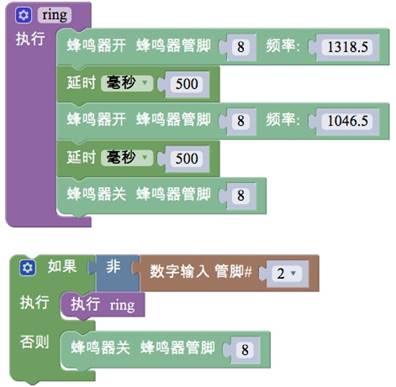 ring
执行 蜂鸣器开 蜂鸣器管脚 8 频率: 1318.5
延时 毫秒 500
蜂鸣器开 蜂鸣器管脚 8 频率: 1046.5
延时 毫秒 500
蜂鸣器关 蜂鸣器管脚 8
如果 非 数字输入 管脚# 2
执行 执行 ring
否则 蜂鸣器关 蜂鸣器管脚 8